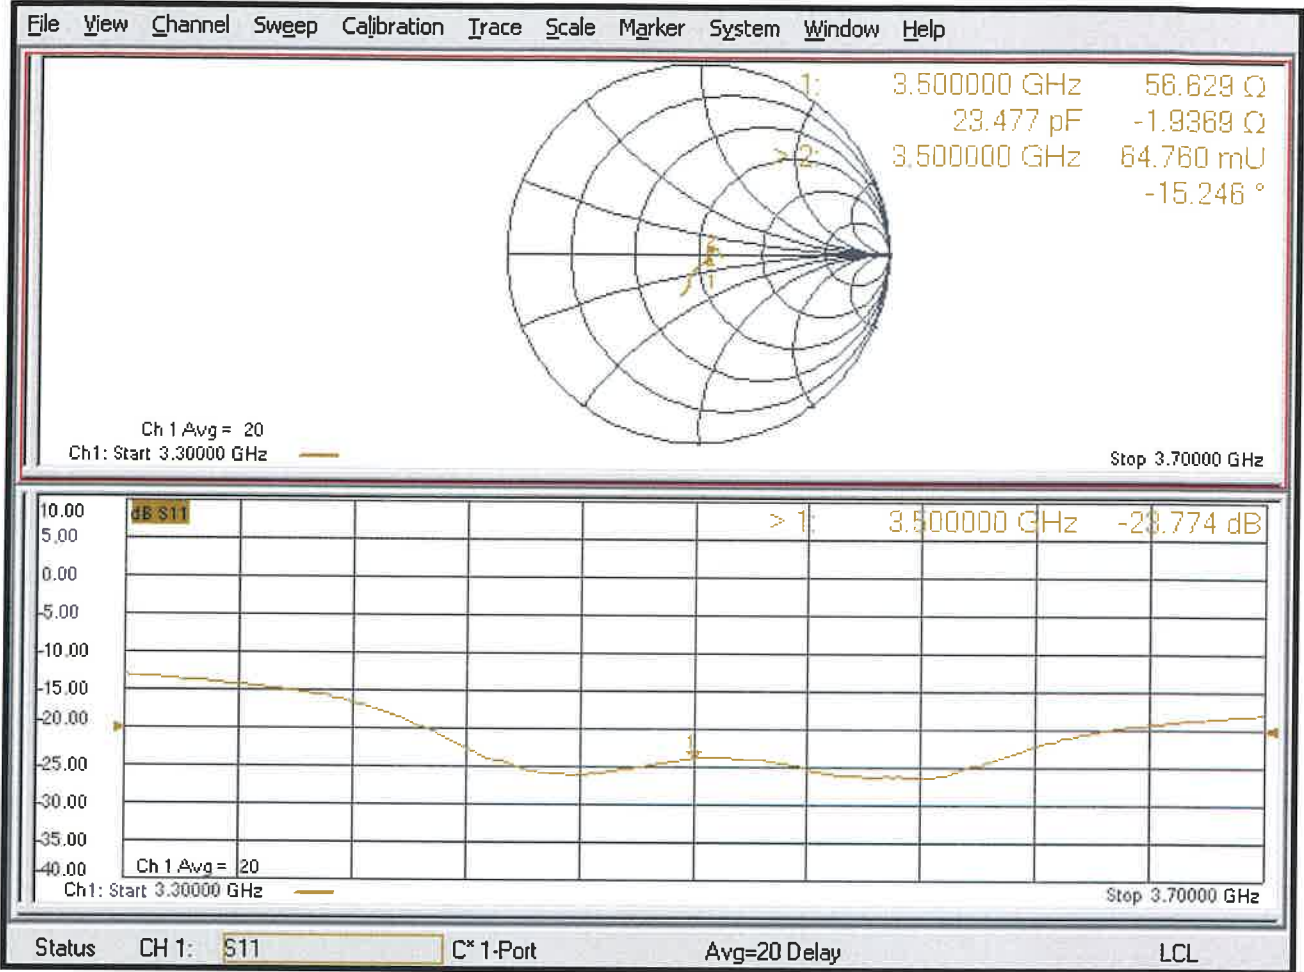 File View Channel Sweep Calibration Trace Scale Marker System Window Help
1: 3.500000 GHz 56.629 Ω
23.477 pF -1.9369 Ω
> 2: 3.500000 GHz 64.760 mU
-15.246 °
2
1
Ch 1 Avg = 20
Ch1: Start 3.30000 GHz
Stop 3.70000 GHz
10.00
dB S11
> 1: 3.500000 GHz -23.774 dB
5.00
0.00
-5.00
-10.00
-15.00
-20.00
1
-25.00
-30.00
-35.00
-40.00
Ch 1 Avg = 20
Ch1: Start 3.30000 GHz
Stop 3.70000 GHz
Status CH 1: S11 C* 1-Port Avg=20 Delay LCL